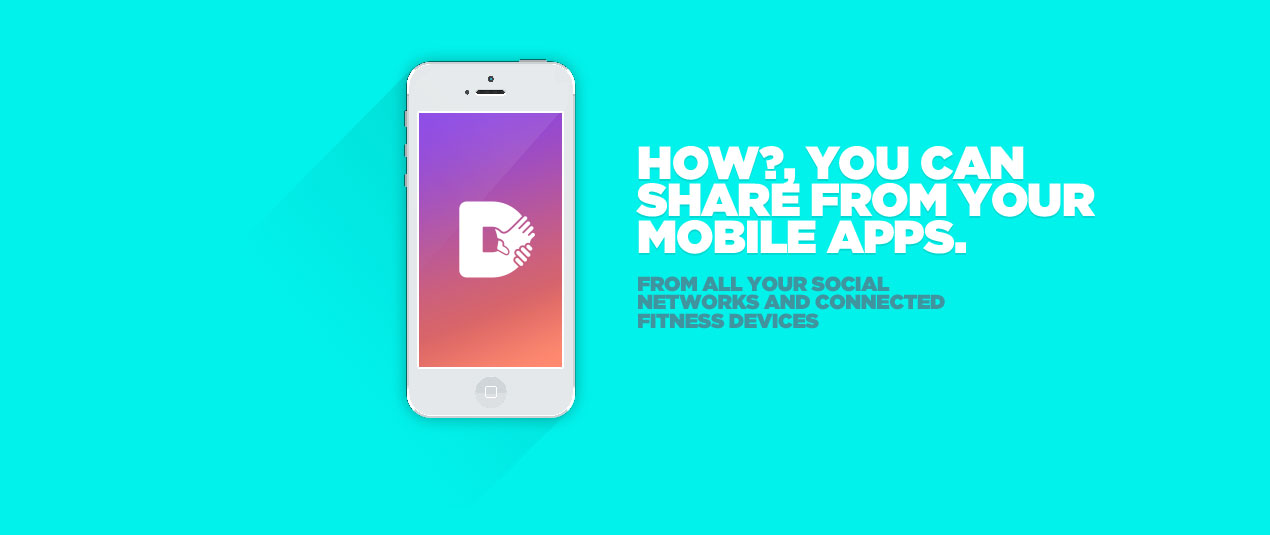 D
HOW?, YOU CAN
SHARE FROM YOUR
MOBILE APPS.
FROM ALL YOUR SOCIAL
NETWORKS AND CONNECTED
FITNESS DEVICES